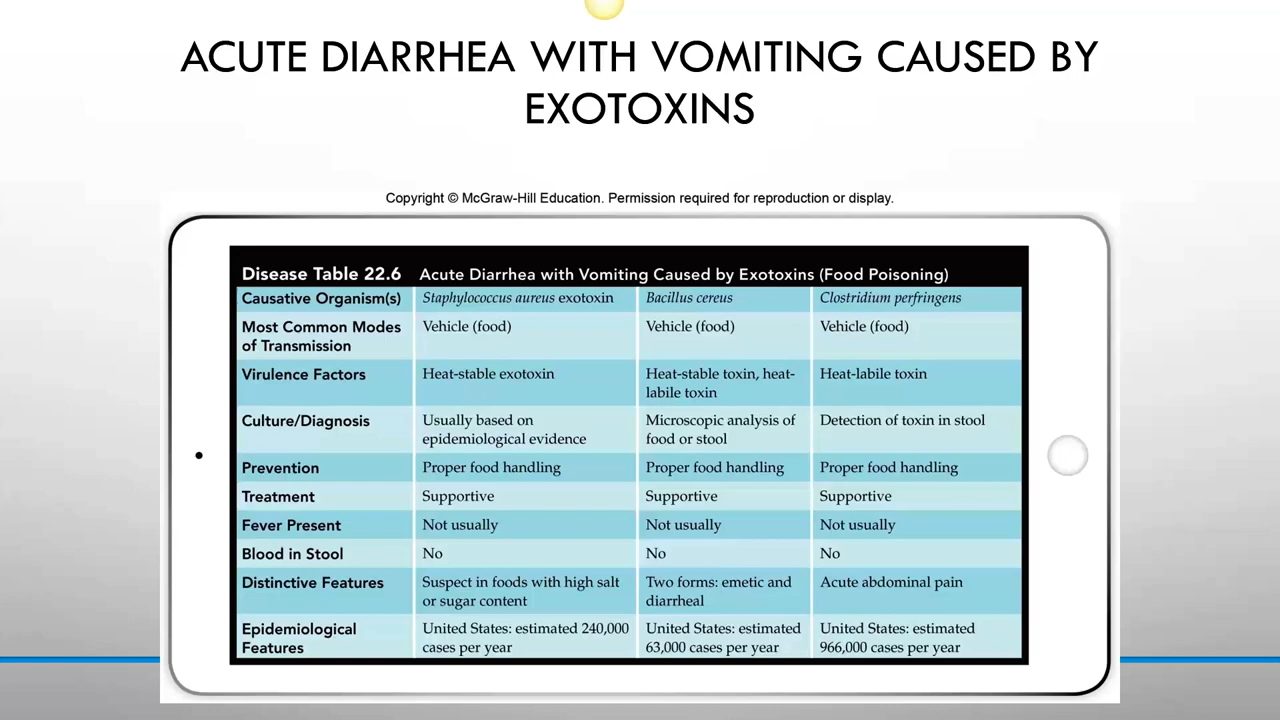 ACUTE DIARRHEA WITH VOMITING CAUSED BY
EXOTOXINS
Copyright © McGraw-Hill Education. Permission required for reproduction or display.
Disease Table 22.6 Acute Diarrhea with Vomiting Caused by Exotoxins (Food Poisoning)
Causative Organism(s) Staphylococcus aureus exotoxin Bacillus cereus Clostridium perfringens
Most Common Modes Vehicle (food) Vehicle (food) Vehicle (food)
of Transmission
Virulence Factors Heat-stable exotoxin Heat-stable toxin, heat- Heat-labile toxin
labile toxin
Culture/Diagnosis Usually based on Microscopic analysis of Detection of toxin in stool
epidemiological evidence food or stool
Prevention Proper food handling Proper food handling Proper food handling
Treatment Supportive Supportive Supportive
Fever Present Not usually Not usually Not usually
Blood in Stool No No No
Distinctive Features Suspect in foods with high salt Two forms: emetic and Acute abdominal pain
or sugar content diarrheal
Epidemiological United States: estimated 240,000 United States: estimated United States: estimated
Features cases per year 63,000 cases per year 966,000 cases per year